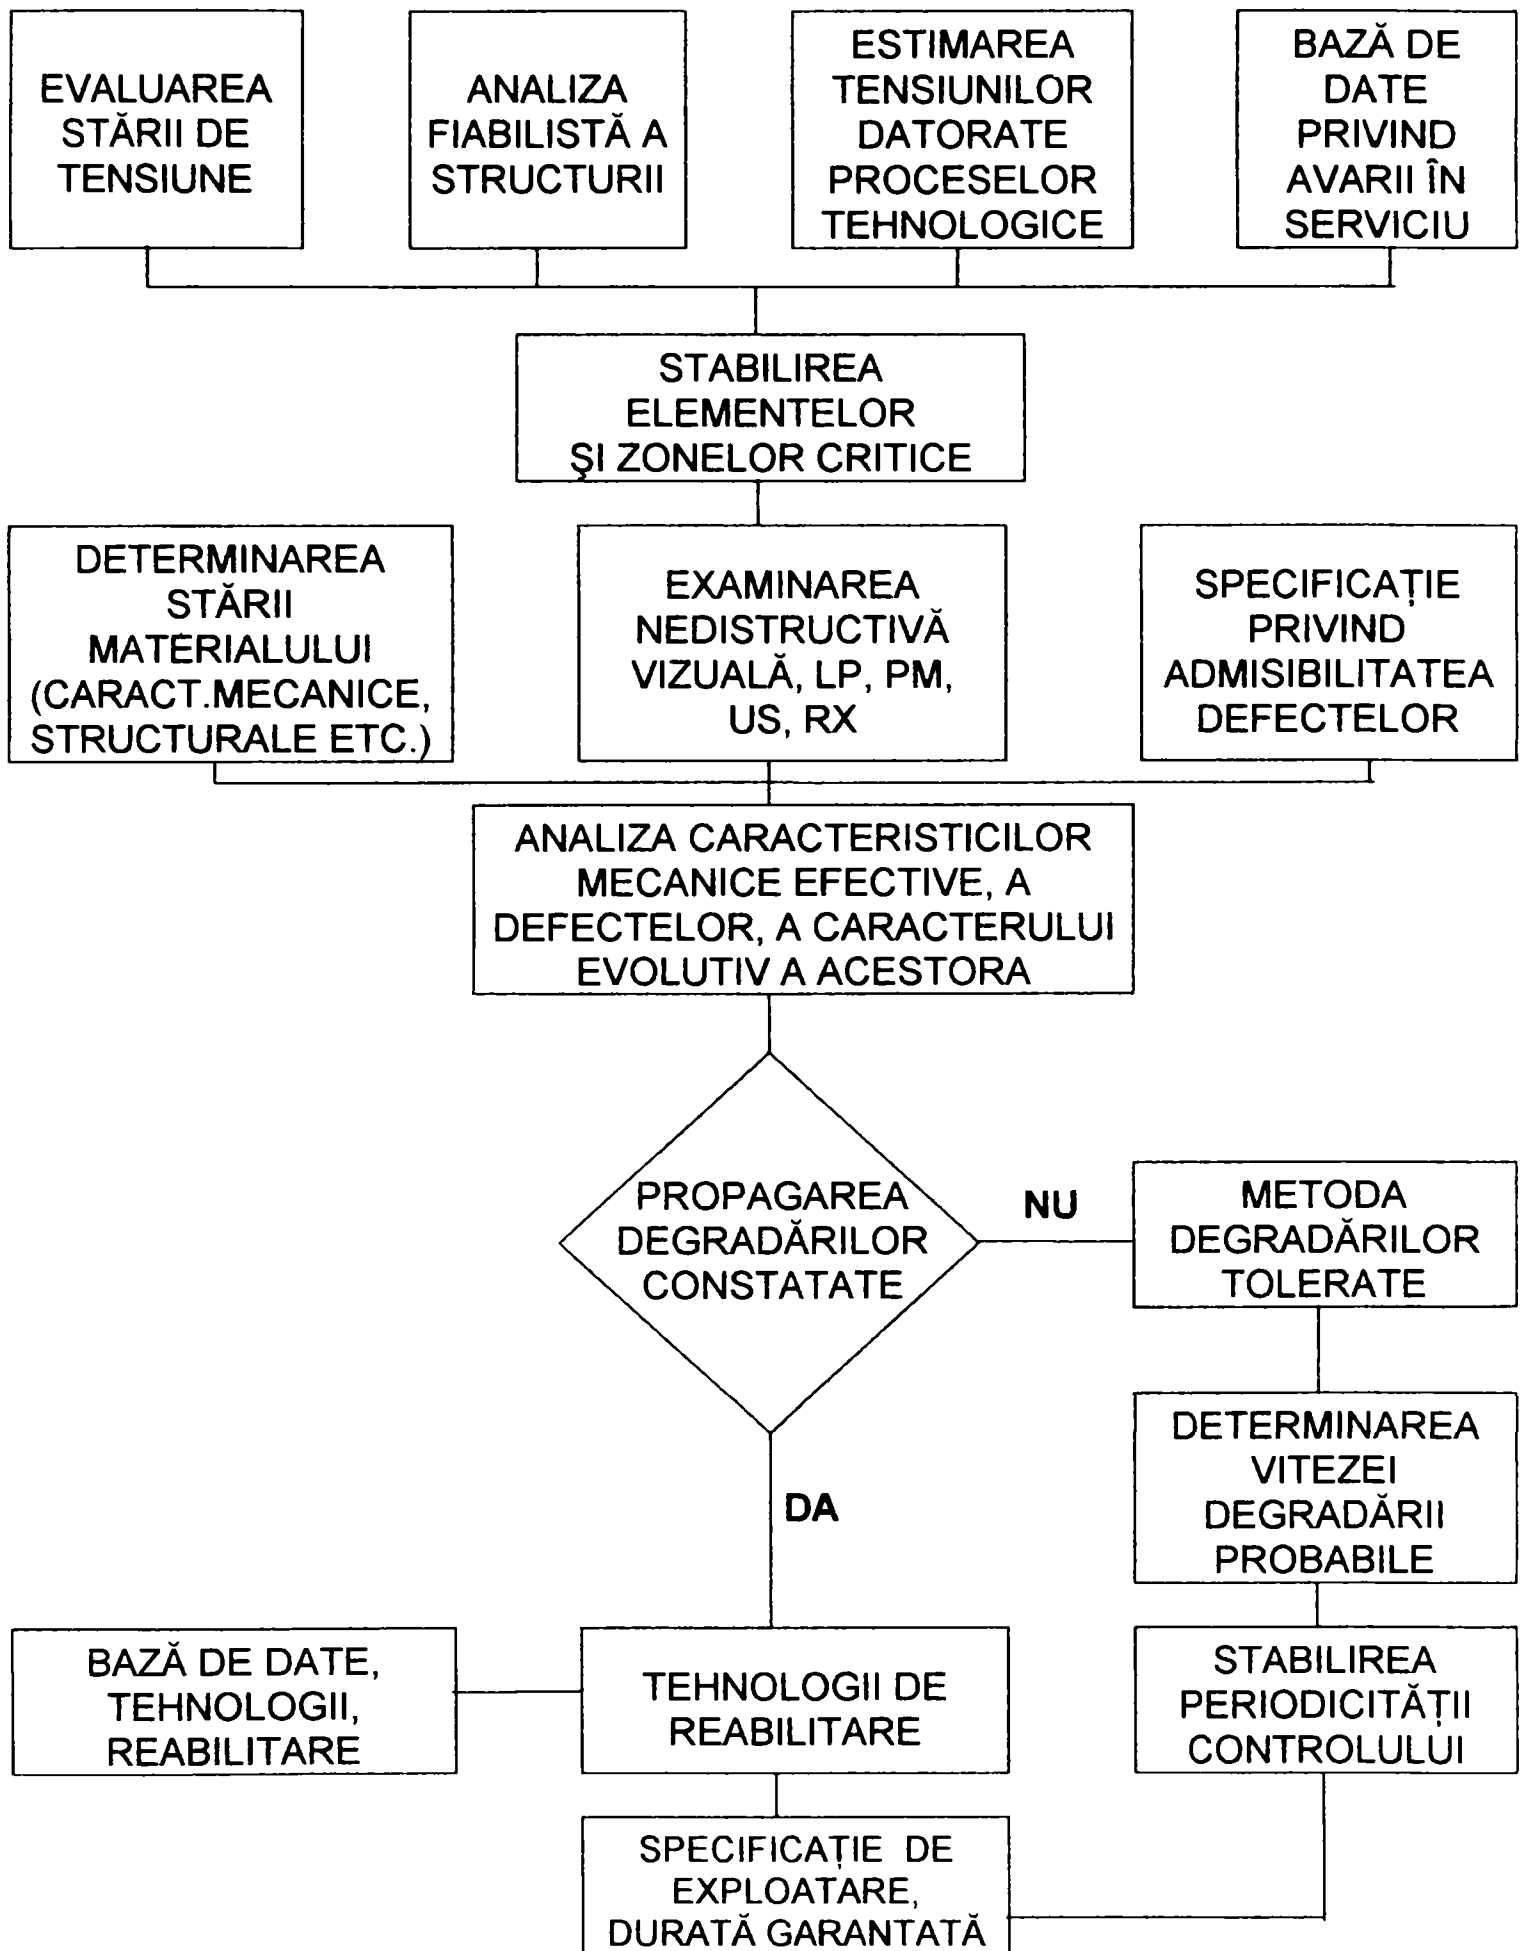 EVALUAREA
STĂRII DE
TENSIUNE
ANALIZA
FIABILISTĂ A
STRUCTURII
ESTIMAREA
TENSIUNILOR
DATORATE
PROCESELOR
TEHNOLOGICE
BAZĂ DE
DATE
PRIVIND
AVARII ÎN
SERVICIU
STABILIREA
ELEMENTELOR
ŞI ZONELOR CRITICE
DETERMINAREA
STĂRII
MATERIALULUI
(CARACT.MECANICE,
STRUCTURALE ETC.)
EXAMINAREA
NEDISTRUCTIVĂ
VIZUALĂ, LP, PM,
US, RX
SPECIFICAȚIE
PRIVIND
ADMISIBILITATEA
DEFECTELOR
ANALIZA CARACTERISTICILOR
MECANICE EFECTIVE, A
DEFECTELOR, A CARACTERULUI
EVOLUTIV A ACESTORA
PROPAGAREA
DEGRADĂRILOR
CONSTATATE
NU
METODA
DEGRADĂRILOR
TOLERATE
DETERMINAREA
VITEZEI
DEGRADĂRII
PROBABILE
DA
BAZĂ DE DATE,
TEHNOLOGII,
REABILITARE
TEHNOLOGII DE
REABILITARE
STABILIREA
PERIODICITĂȚII
CONTROLULUI
SPECIFICAȚIE DE
EXPLOATARE,
DURATĂ GARANTATĂ